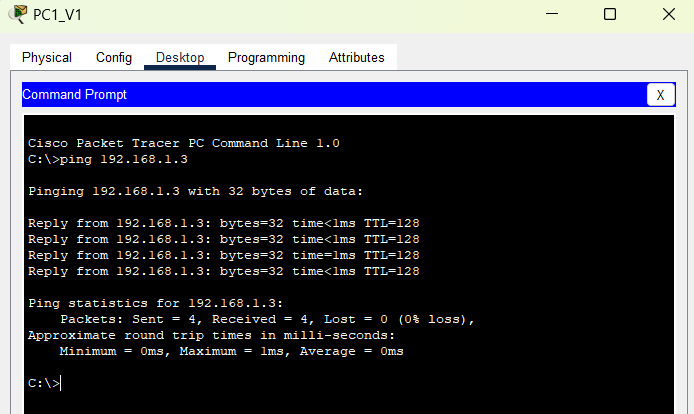 PC1_V1
Physical Config Desktop Programming Attributes
Command Prompt X
Cisco Packet Tracer PC Command Line 1.0
C:\>ping 192.168.1.3
Pinging 192.168.1.3 with 32 bytes of data:
Reply from 192.168.1.3: bytes=32 time<1ms TTL=128
Reply from 192.168.1.3: bytes=32 time<1ms TTL=128
Reply from 192.168.1.3: bytes=32 time=1ms TTL=128
Reply from 192.168.1.3: bytes=32 time<1ms TTL=128
Ping statistics for 192.168.1.3:
Packets: Sent = 4, Received = 4, Lost = 0 (0% loss),
Approximate round trip times in milli-seconds:
Minimum = 0ms, Maximum = 1ms, Average = 0ms
C:\>